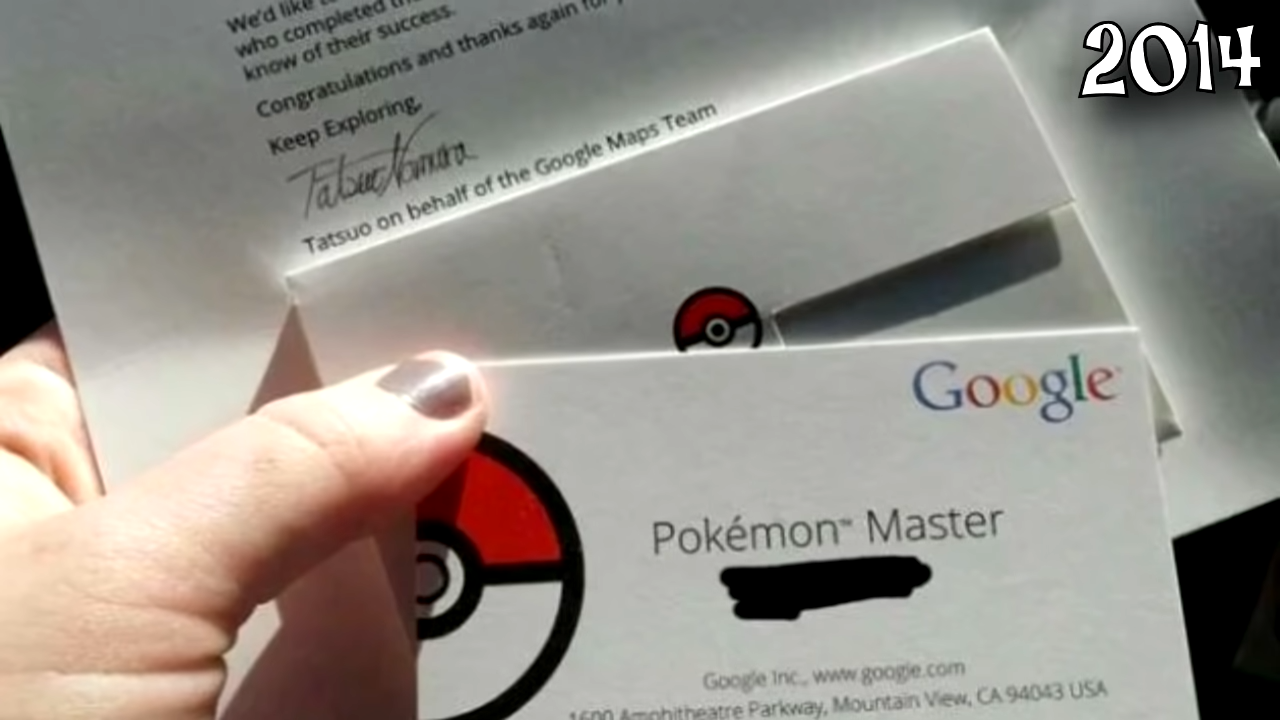 2014
We'd like
who completed
know of their success.
Congratulations and thanks again for
Keep Exploring,
Tatsuo Nomura
Tatsuo on behalf of the Google Maps Team
Google
Pokémon™ Master
Google Inc., www.google.com
1600 Amphitheatre Parkway, Mountain View, CA 94043 USA